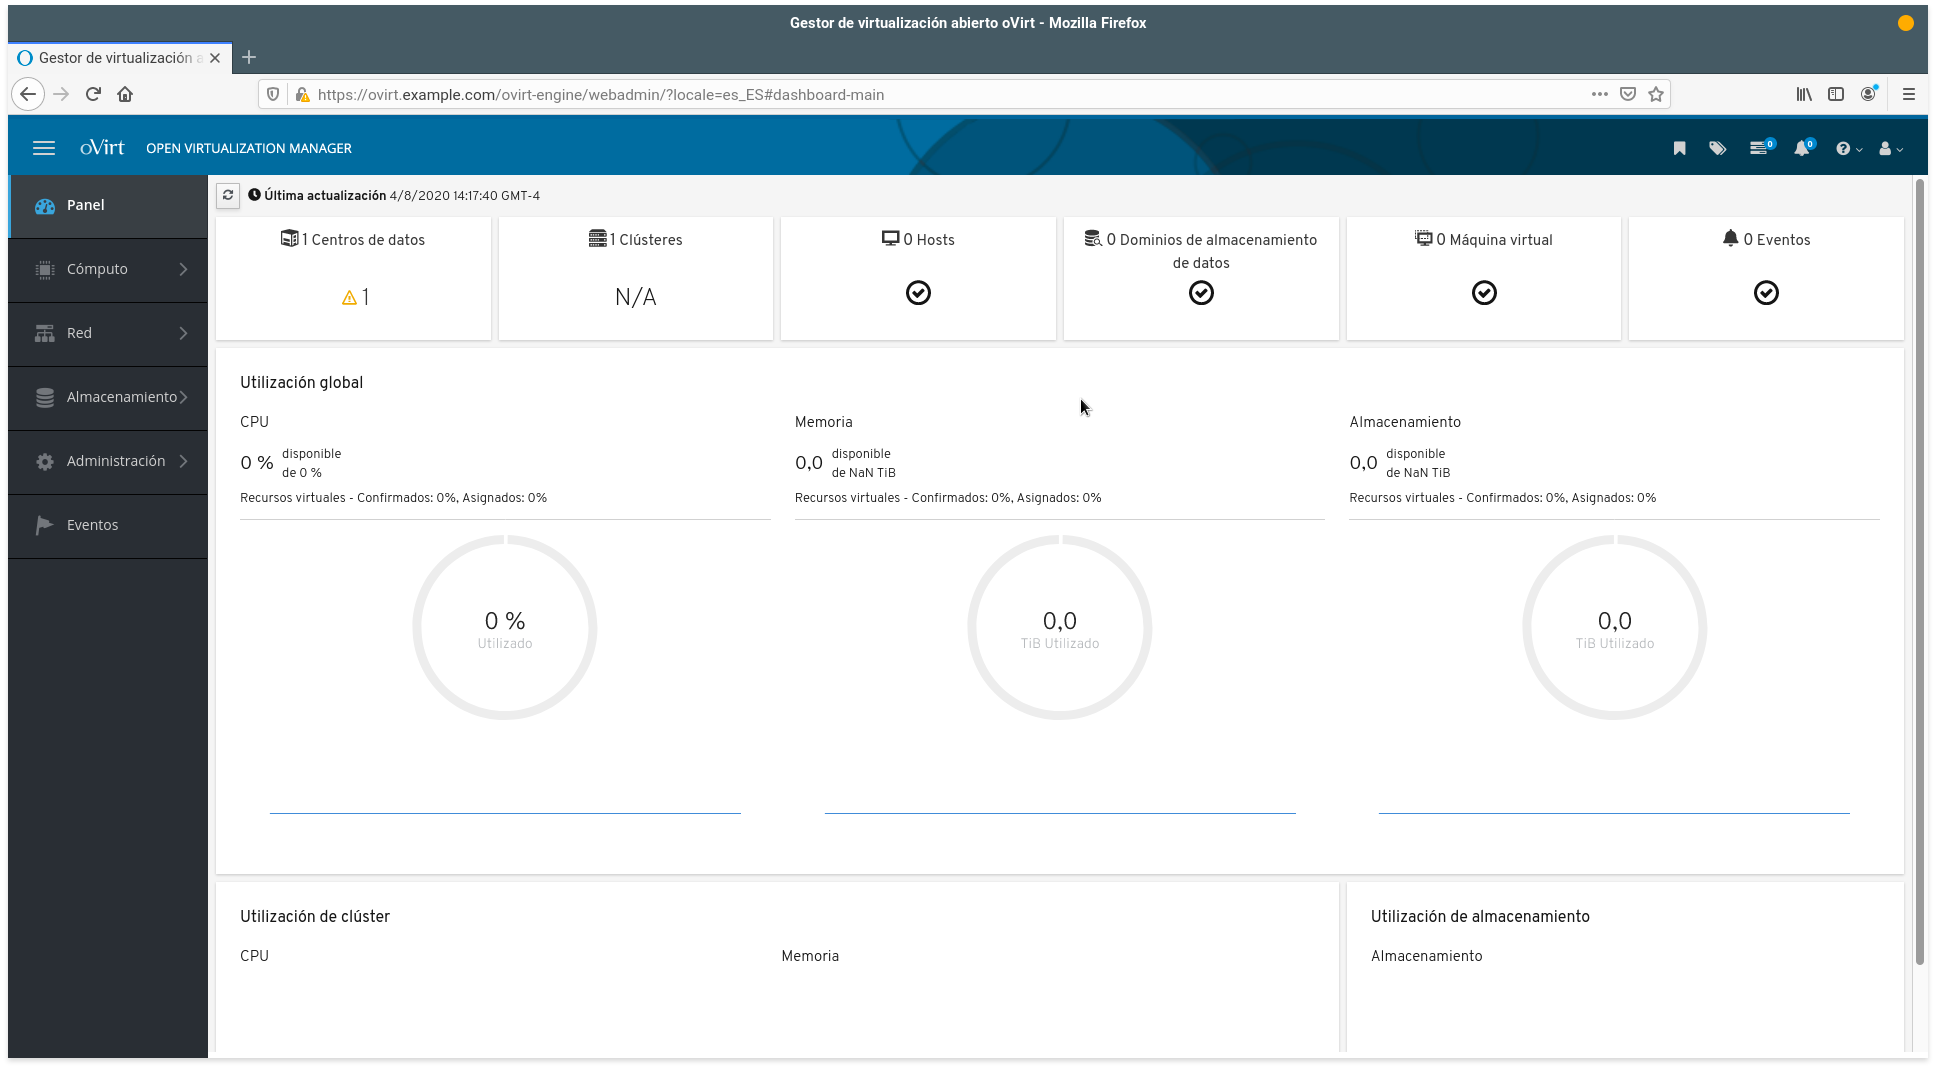 Gestor de virtualización abierto oVirt - Mozilla Firefox
Gestor de virtualización a
https://ovirt.example.com/ovirt-engine/webadmin/?locale=es_ES#dashboard-main
oVirt OPEN VIRTUALIZATION MANAGER
0 0
Panel
Cómputo
Red
Almacenamiento
Administración
Eventos
Última actualización 4/8/2020 14:17:40 GMT-4
1 Centros de datos
1
1 Clústeres
N/A
0 Hosts
0 Dominios de almacenamiento
de datos
0 Máquina virtual
0 Eventos
Utilización global
CPU
0 %
disponible
de 0 %
Recursos virtuales - Confirmados: 0%, Asignados: 0%
0 %
Utilizado
Memoria
0,0
disponible
de NaN TiB
Recursos virtuales - Confirmados: 0%, Asignados: 0%
0,0
TiB Utilizado
Almacenamiento
0,0
disponible
de NaN TiB
Recursos virtuales - Confirmados: 0%, Asignados: 0%
0,0
TiB Utilizado
Utilización de clúster
CPU
Memoria
Utilización de almacenamiento
Almacenamiento